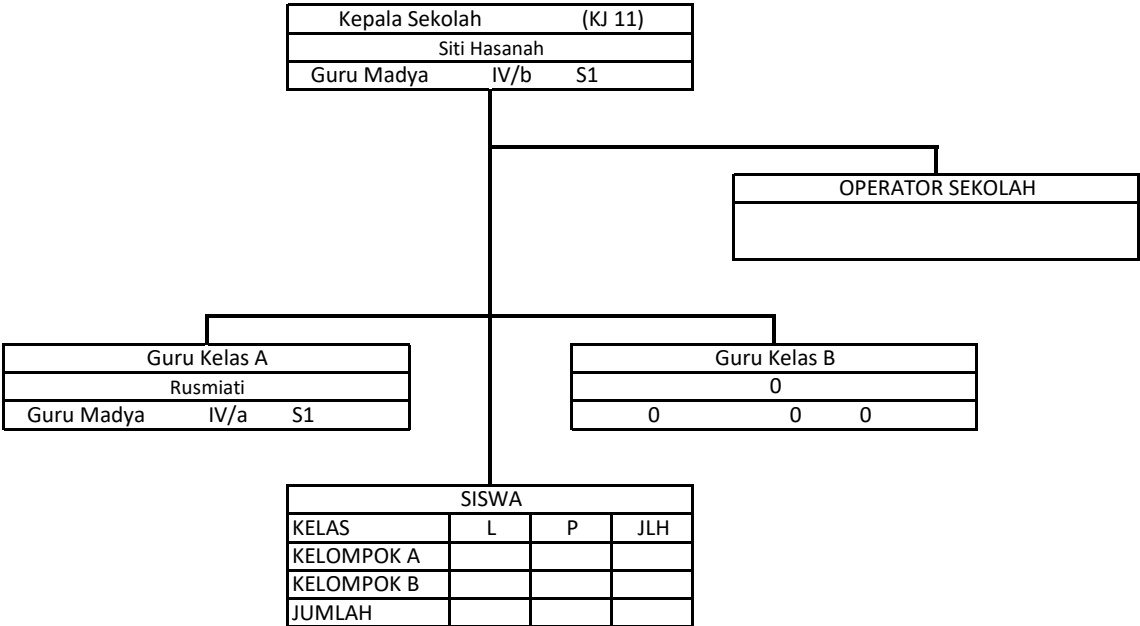 Kepala Sekolah (KJ 11)
Siti Hasanah
Guru Madya IV/b S1
OPERATOR SEKOLAH
Guru Kelas A
Rusmiati
Guru Madya IV/a S1
Guru Kelas B
0
0 0 0
SISWA
KELAS L P JLH
KELOMPOK A
KELOMPOK B
JUMLAH